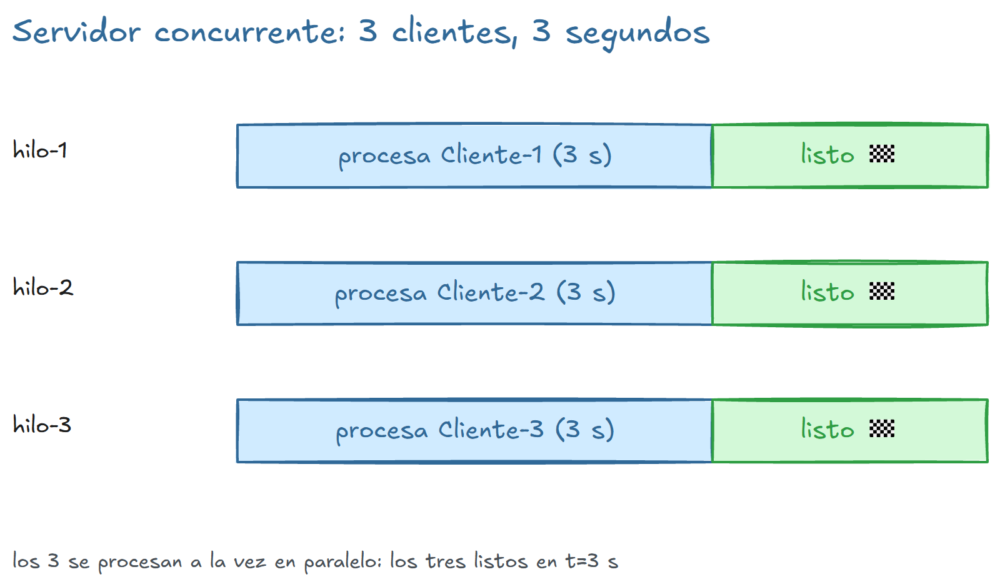 Servidor concurrente: 3 clientes, 3 segundos
hilo-1
procesa Cliente-1 (3 s)
listo
hilo-2
procesa Cliente-2 (3 s)
listo
hilo-3
procesa Cliente-3 (3 s)
listo
los 3 se procesan a la vez en paralelo: los tres listos en t=3 s